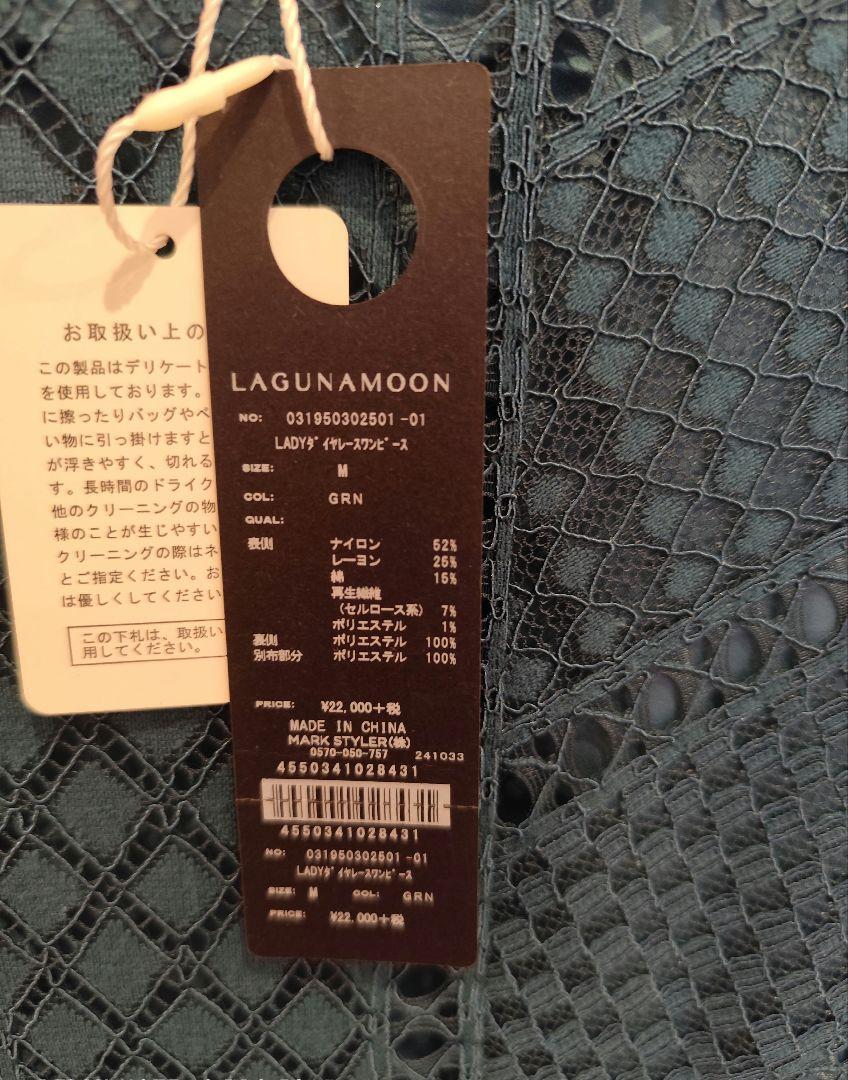 お取扱い上の
この製品はデリケート
を使用しております。
に擦ったりバッグやベ
い物に引っ掛けますと
が浮きやすく、切れる
す。長時間のドライク
他のクリーニングの物
様のことが生じやすい
クリーニングの際はネ
とご指定ください。お
は優しくしてください
この下札は、取扱い
用してください。
LAGUNAMOON
NO: 031950302501-01
LADYダイヤレースワンピース
SIZE: M
COL: GRN
QUAL:
表側 ナイロン 52%
レーヨン 25%
綿 15%
再生繊維
(セルロース系) 7%
ポリエステル 1%
裏側 ポリエステル 100%
別布部分 ポリエステル 100%
PRICE: ¥22,000+税
MADE IN CHINA
MARK STYLER(株)
0570-050-757 241033
4550341028431
4550341028431
NO: 031950302501-01
LADYダイヤレースワンピース
SIZE: M COL: GRN
PRICE: ¥22,000+税